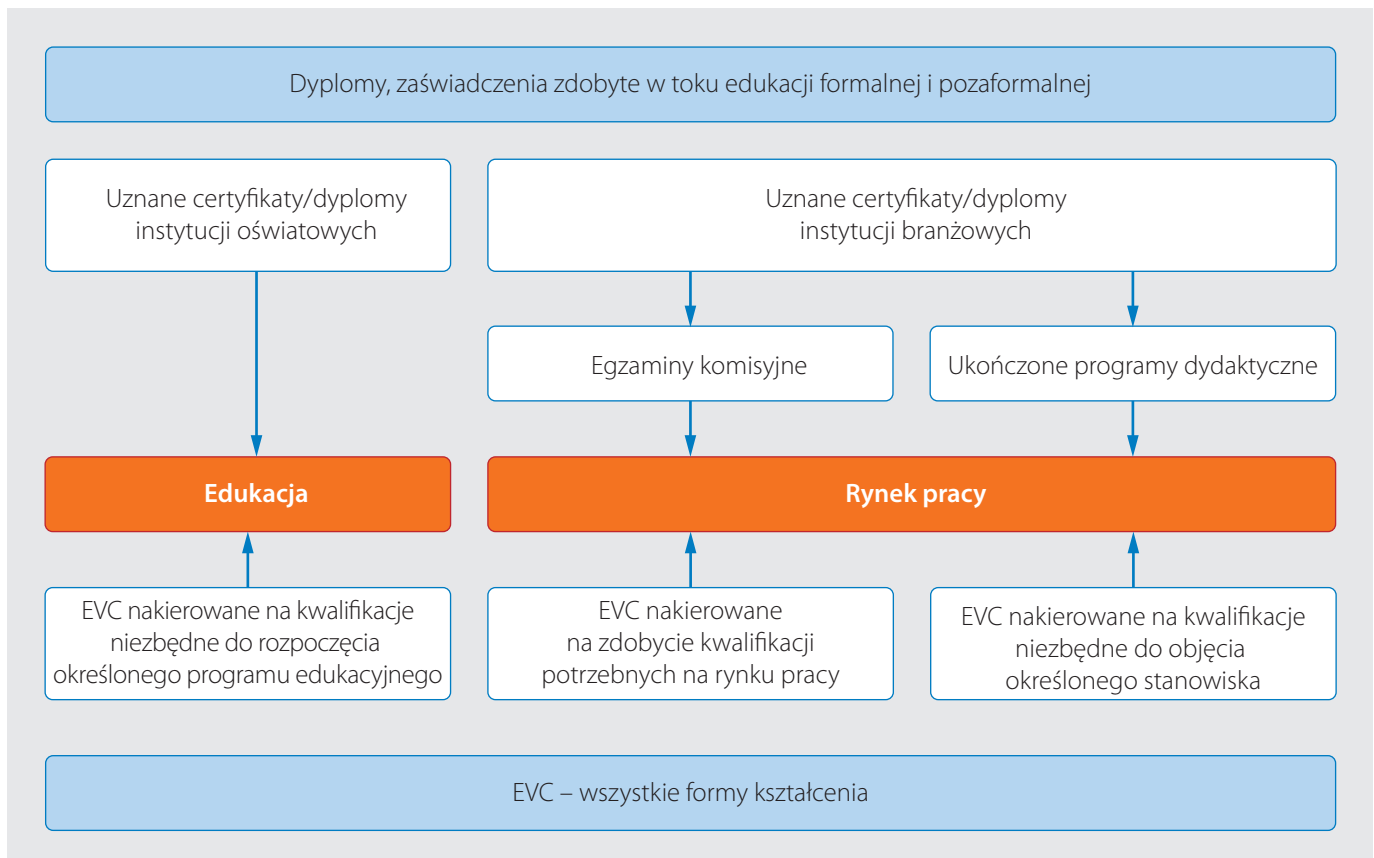 Dyplomy, zaświadczenia zdobyte w toku edukacji formalnej i pozaformalnej
Uznane certyfikaty/dyplomy
instytucji oświatowych
Uznane certyfikaty/dyplomy
instytucji branżowych
Egzaminy komisyjne
Ukończone programy dydaktyczne
Edukacja
Rynek pracy
EVC nakierowane na kwalifikacje
niezbędne do rozpoczęcia
określonego programu edukacyjnego
EVC nakierowane
na zdobycie kwalifikacji
potrzebnych na rynku pracy
EVC nakierowane na kwalifikacje
niezbędne do objęcia
określonego stanowiska
EVC – wszystkie formy kształcenia